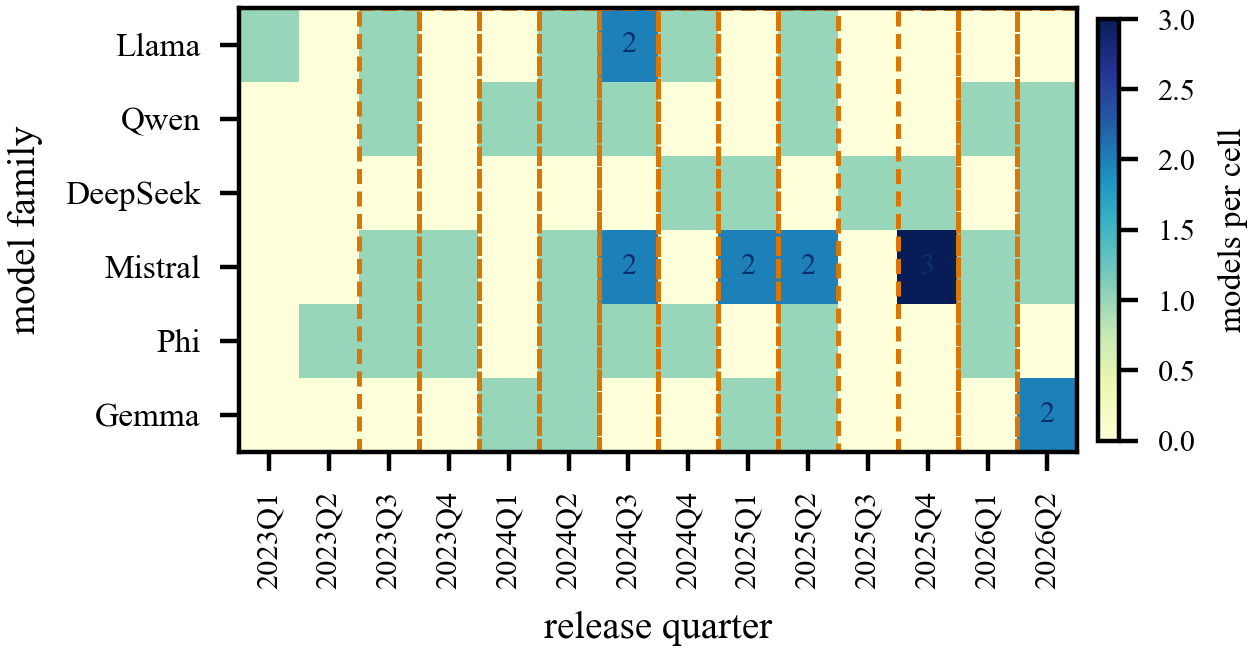 model family
Llama
Qwen
DeepSeek
Mistral
Phi
Gemma
2
2
2
2
3
2
2023Q1
2023Q2
2023Q3
2023Q4
2024Q1
2024Q2
2024Q3
2024Q4
2025Q1
2025Q2
2025Q3
2025Q4
2026Q1
2026Q2
release quarter
3.0
2.5
2.0
1.5
1.0
0.5
0.0
models per cell